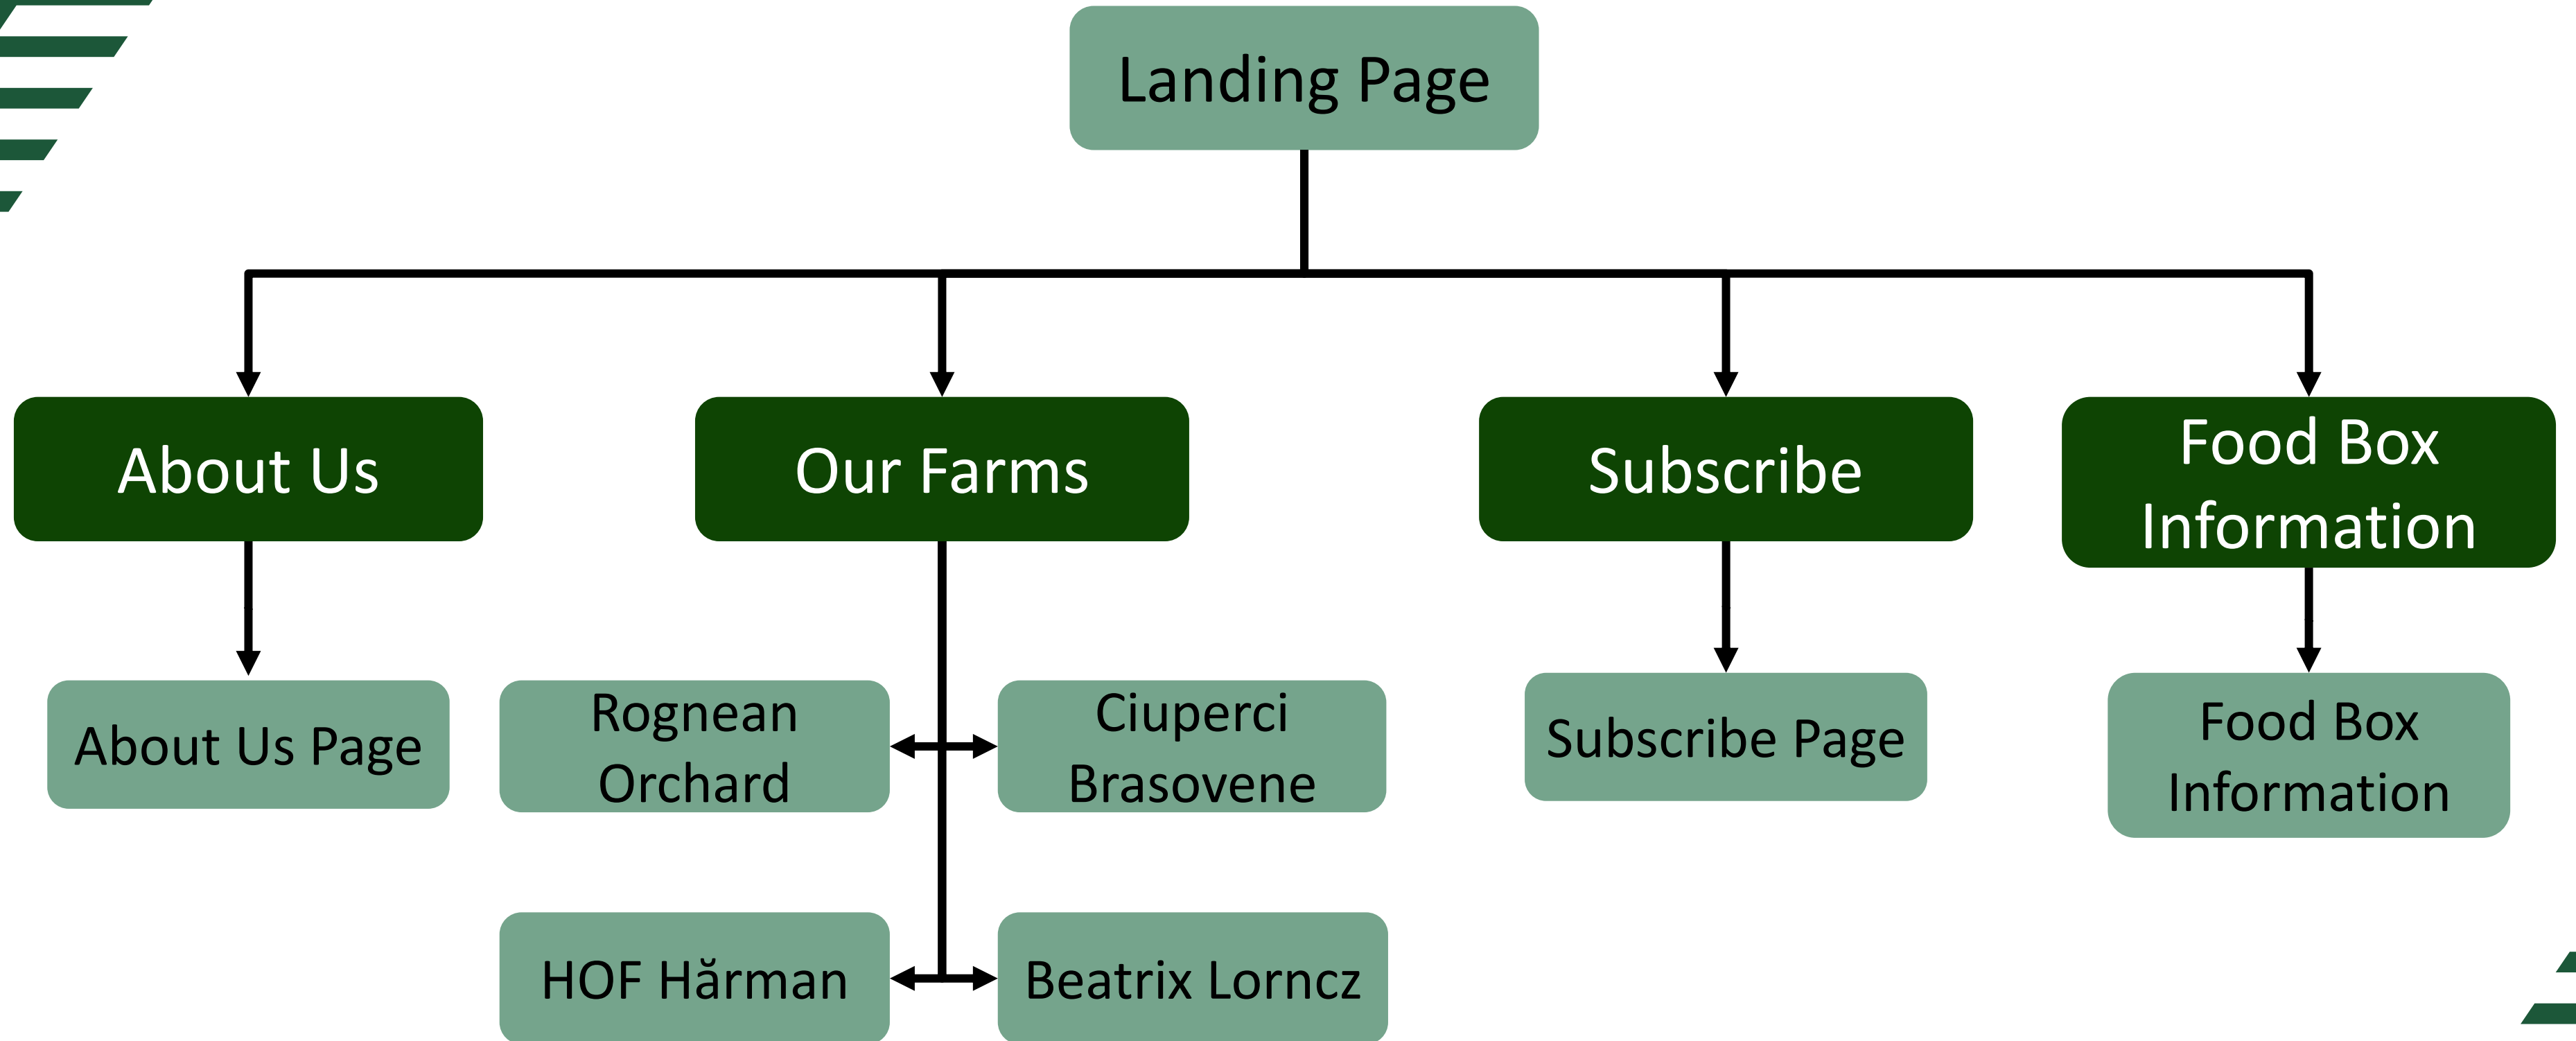 Landing Page
About Us
Our Farms
Subscribe
Food Box
Information
About Us Page
Rognean
Orchard
Ciuperci
Brasovene
Subscribe Page
Food Box
Information
HOF Hărman
Beatrix Lorncz